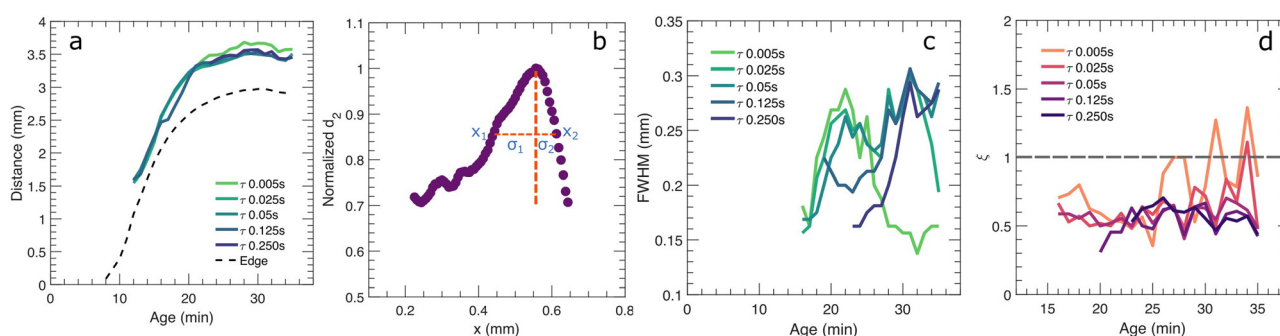 a
Distance (mm)
4
3.5
3
2.5
2
1.5
1
0.5
0
0
10
20
30
Age (min)
τ 0.005s
τ 0.025s
τ 0.05s
τ 0.125s
τ 0.250s
Edge
b
Normalized d2
1.1
1
0.9
0.8
0.7
0.6
0.5
0.2
0.4
0.6
0.8
x (mm)
x1
x2
σ1
σ2
c
FWHM (mm)
0.35
0.3
0.25
0.2
0.15
0.1
0
10
20
30
Age (min)
τ 0.005s
τ 0.025s
τ 0.05s
τ 0.125s
τ 0.250s
d
ξ
2
1.5
1
0.5
0
15
20
25
30
35
Age (min)
τ 0.005s
τ 0.025s
τ 0.05s
τ 0.125s
τ 0.250s